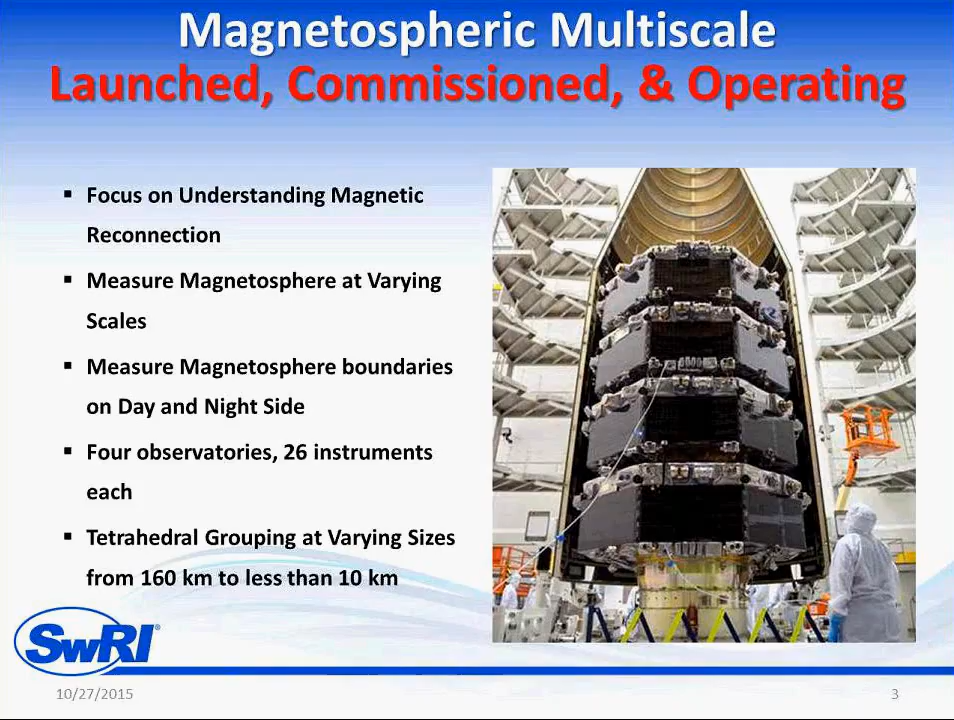 Magnetospheric Multiscale
Launched, Commissioned, & Operating
▪ Focus on Understanding Magnetic
Reconnection
▪ Measure Magnetosphere at Varying
Scales
▪ Measure Magnetosphere boundaries
on Day and Night Side
▪ Four observatories, 26 instruments
each
▪ Tetrahedral Grouping at Varying Sizes
from 160 km to less than 10 km
SwRI®
10/27/2015
3